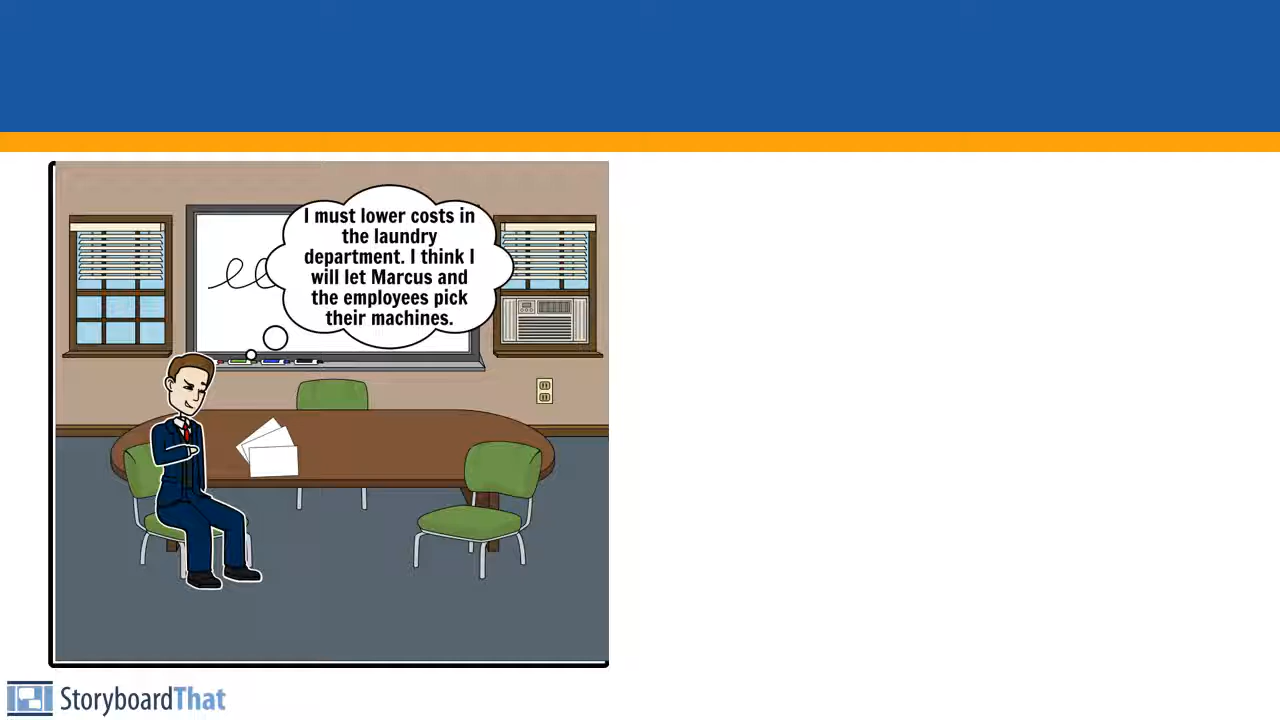 I must lower costs in
the laundry
department. I think I
will let Marcus and
the employees pick
their machines.
StoryboardThat